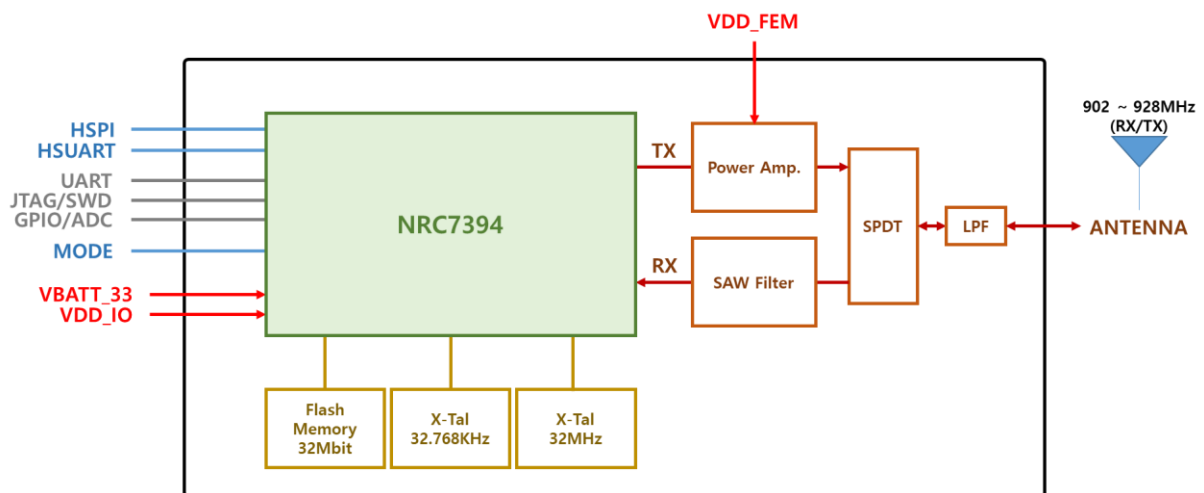 VDD_FEM
902 ~ 928MHz
(RX/TX)
HSPI
HSUART
UART
JTAG/SWD
GPIO/ADC
MODE
VBATT_33
VDD_IO
NRC7394
TX
Power Amp.
RX
SAW Filter
SPDT
LPF
ANTENNA
Flash
Memory
32Mbit
X-Tal
32.768KHz
X-Tal
32MHz